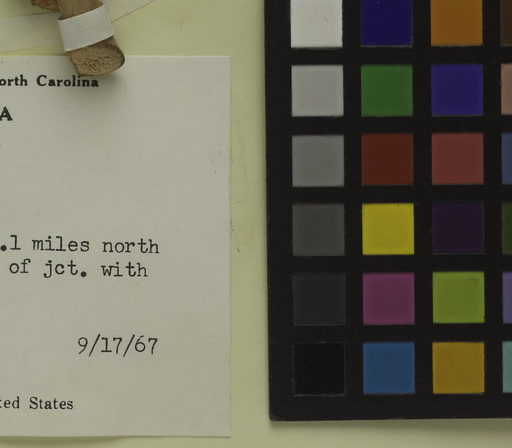 orth Carolina
A
.1 miles north
of jct. with
9/17/67
ted States